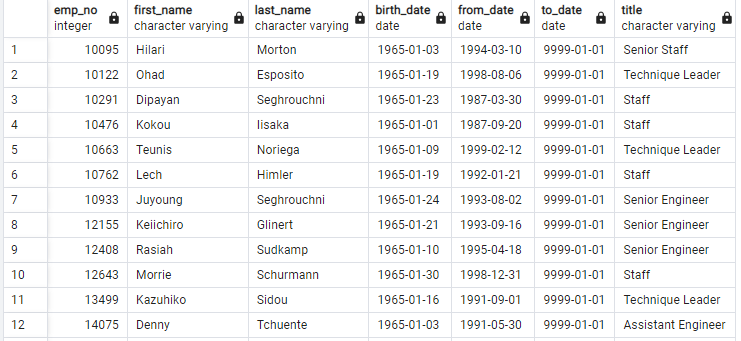 emp_no first_name last_name birth_date from_date to_date title
integer character varying character varying date date date character varying
1 10095 Hilari Morton 1965-01-03 1994-03-10 9999-01-01 Senior Staff
2 10122 Ohad Esposito 1965-01-19 1998-08-06 9999-01-01 Technique Leader
3 10291 Dipayan Seghrouchni 1965-01-23 1987-03-30 9999-01-01 Staff
4 10476 Kokou Iisaka 1965-01-01 1987-09-20 9999-01-01 Staff
5 10663 Teunis Noriega 1965-01-09 1999-02-12 9999-01-01 Technique Leader
6 10762 Lech Himler 1965-01-19 1992-01-21 9999-01-01 Staff
7 10933 Juyoung Seghrouchni 1965-01-24 1993-08-02 9999-01-01 Senior Engineer
8 12155 Keiichiro Glinert 1965-01-21 1993-09-16 9999-01-01 Senior Engineer
9 12408 Rasiah Sudkamp 1965-01-10 1995-04-18 9999-01-01 Senior Engineer
10 12643 Morrie Schurmann 1965-01-30 1998-12-31 9999-01-01 Staff
11 13499 Kazuhiko Sidou 1965-01-16 1991-09-01 9999-01-01 Technique Leader
12 14075 Denny Tchuente 1965-01-03 1991-05-30 9999-01-01 Assistant Engineer